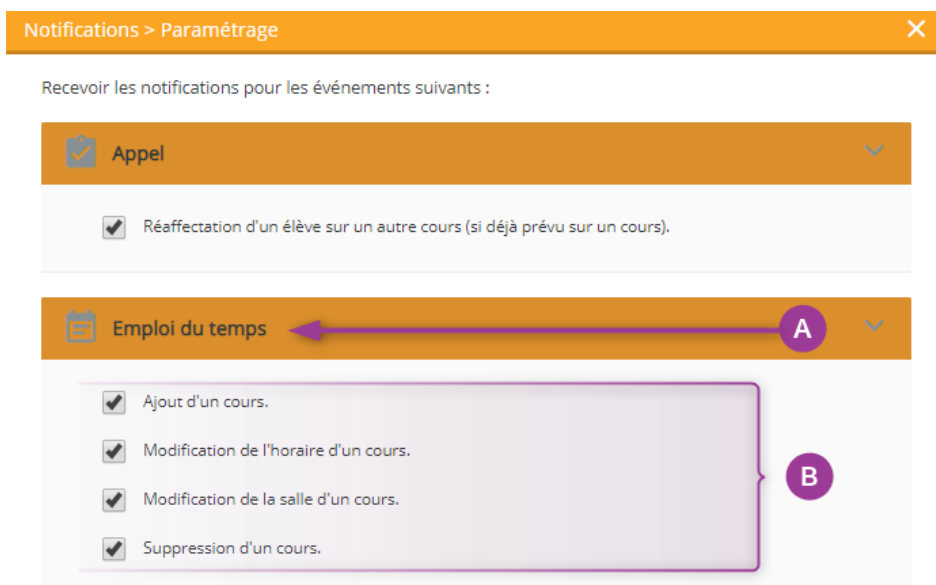 Notifications > Paramétrage
Recevoir les notifications pour les événements suivants :
Appel
Réaffectation d'un élève sur un autre cours (si déjà prévu sur un cours).
Emploi du temps A
Ajout d'un cours.
Modification de l'horaire d'un cours.
B
Modification de la salle d'un cours.
Suppression d'un cours.